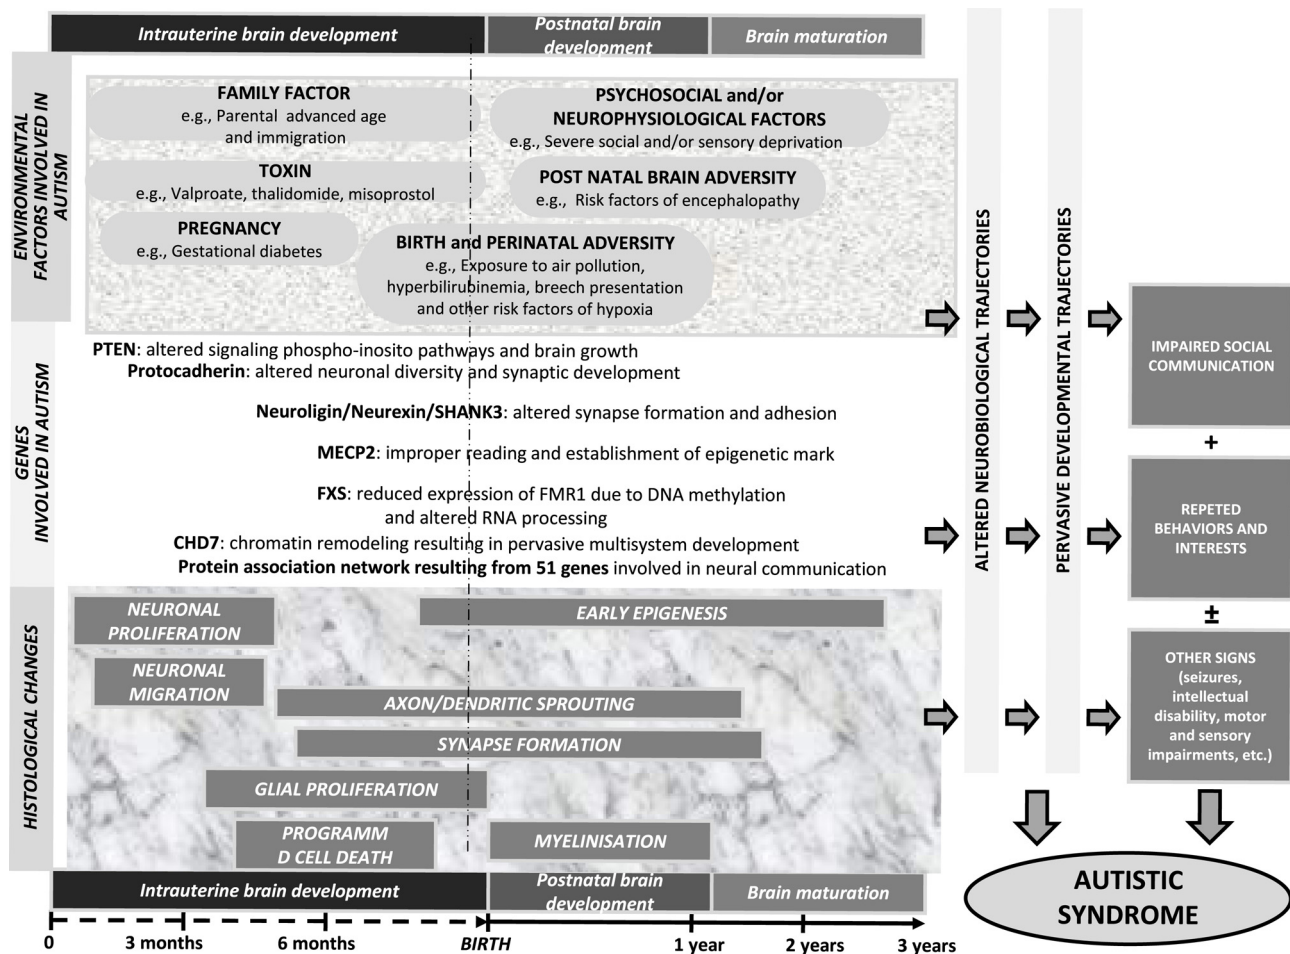 Intrauterine brain development
Postnatal brain
development
Brain maturation
ENVIRONMENTAL
FACTORS INVOLVED IN
AUTISM
FAMILY FACTOR
e.g., Parental advanced age
and immigration
PSYCHOSOCIAL and/or
NEUROPHYSIOLOGICAL FACTORS
e.g., Severe social and/or sensory deprivation
TOXIN
e.g., Valproate, thalidomide, misoprostol
POST NATAL BRAIN ADVERSITY
e.g., Risk factors of encephalopathy
PREGNANCY
e.g., Gestational diabetes
BIRTH and PERINATAL ADVERSITY
e.g., Exposure to air pollution,
hyperbilirubinemia, breech presentation
and other risk factors of hypoxia
GENES
INVOLVED IN AUTISM
PTEN: altered signaling phospho-inosito pathways and brain growth
Protocadherin: altered neuronal diversity and synaptic development
Neuroligin/Neurexin/SHANK3: altered synapse formation and adhesion
MECP2: improper reading and establishment of epigenetic mark
FXS: reduced expression of FMR1 due to DNA methylation
and altered RNA processing
CHD7: chromatin remodeling resulting in pervasive multisystem development
Protein association network resulting from 51 genes involved in neural communication
HISTOLOGICAL CHANGES
NEURONAL
PROLIFERATION
EARLY EPIGENESIS
NEURONAL
MIGRATION
AXON/DENDRITIC SPROUTING
SYNAPSE FORMATION
GLIAL PROLIFERATION
PROGRAMM
D CELL DEATH
MYELINISATION
Intrauterine brain development
Postnatal brain
development
Brain maturation
0
3 months
6 months
BIRTH
1 year
2 years
3 years
ALTERED NEUROBIOLOGICAL TRAJECTORIES
PERVASIVE DEVELOPMENTAL TRAJECTORIES
IMPAIRED SOCIAL
COMMUNICATION
+
REPETED
BEHAVIORS AND
INTERESTS
±
OTHER SIGNS
(seizures,
intellectual
disability, motor
and sensory
impairments, etc.)
AUTISTIC
SYNDROME